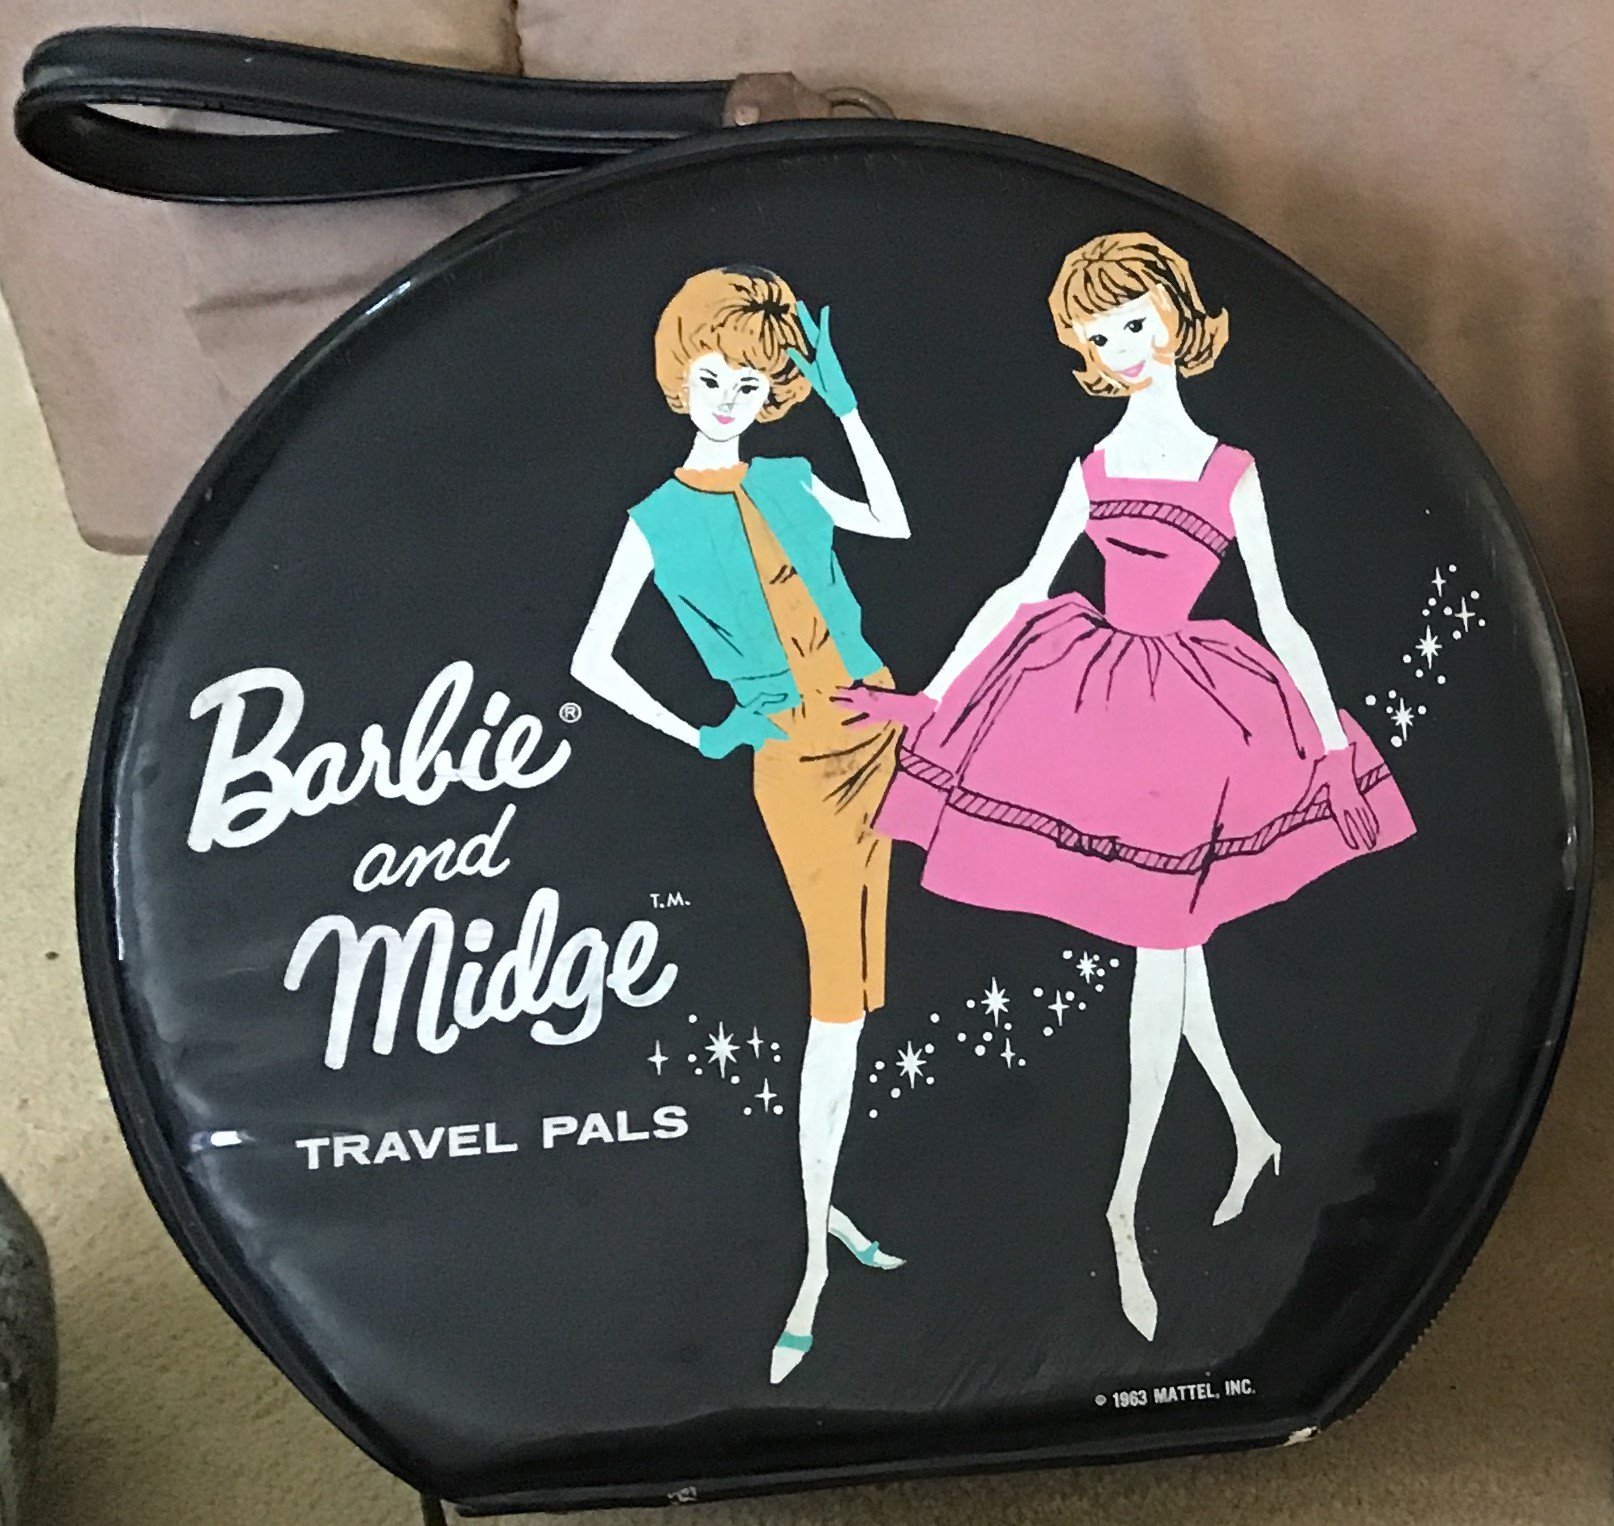 Barbie®
and
Midge T.M.
TRAVEL PALS
© 1963 MATTEL, INC.